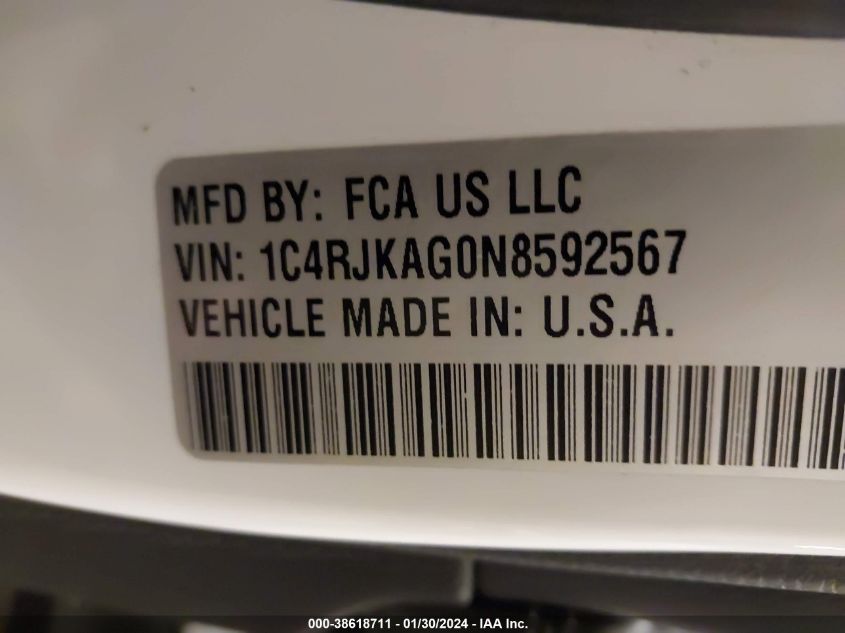 MFD BY: FCA US LLC
VIN: 1C4RJKAG0N8592567
VEHICLE MADE IN: U.S.A.
000-38618711 - 01/30/2024 - IAA Inc.